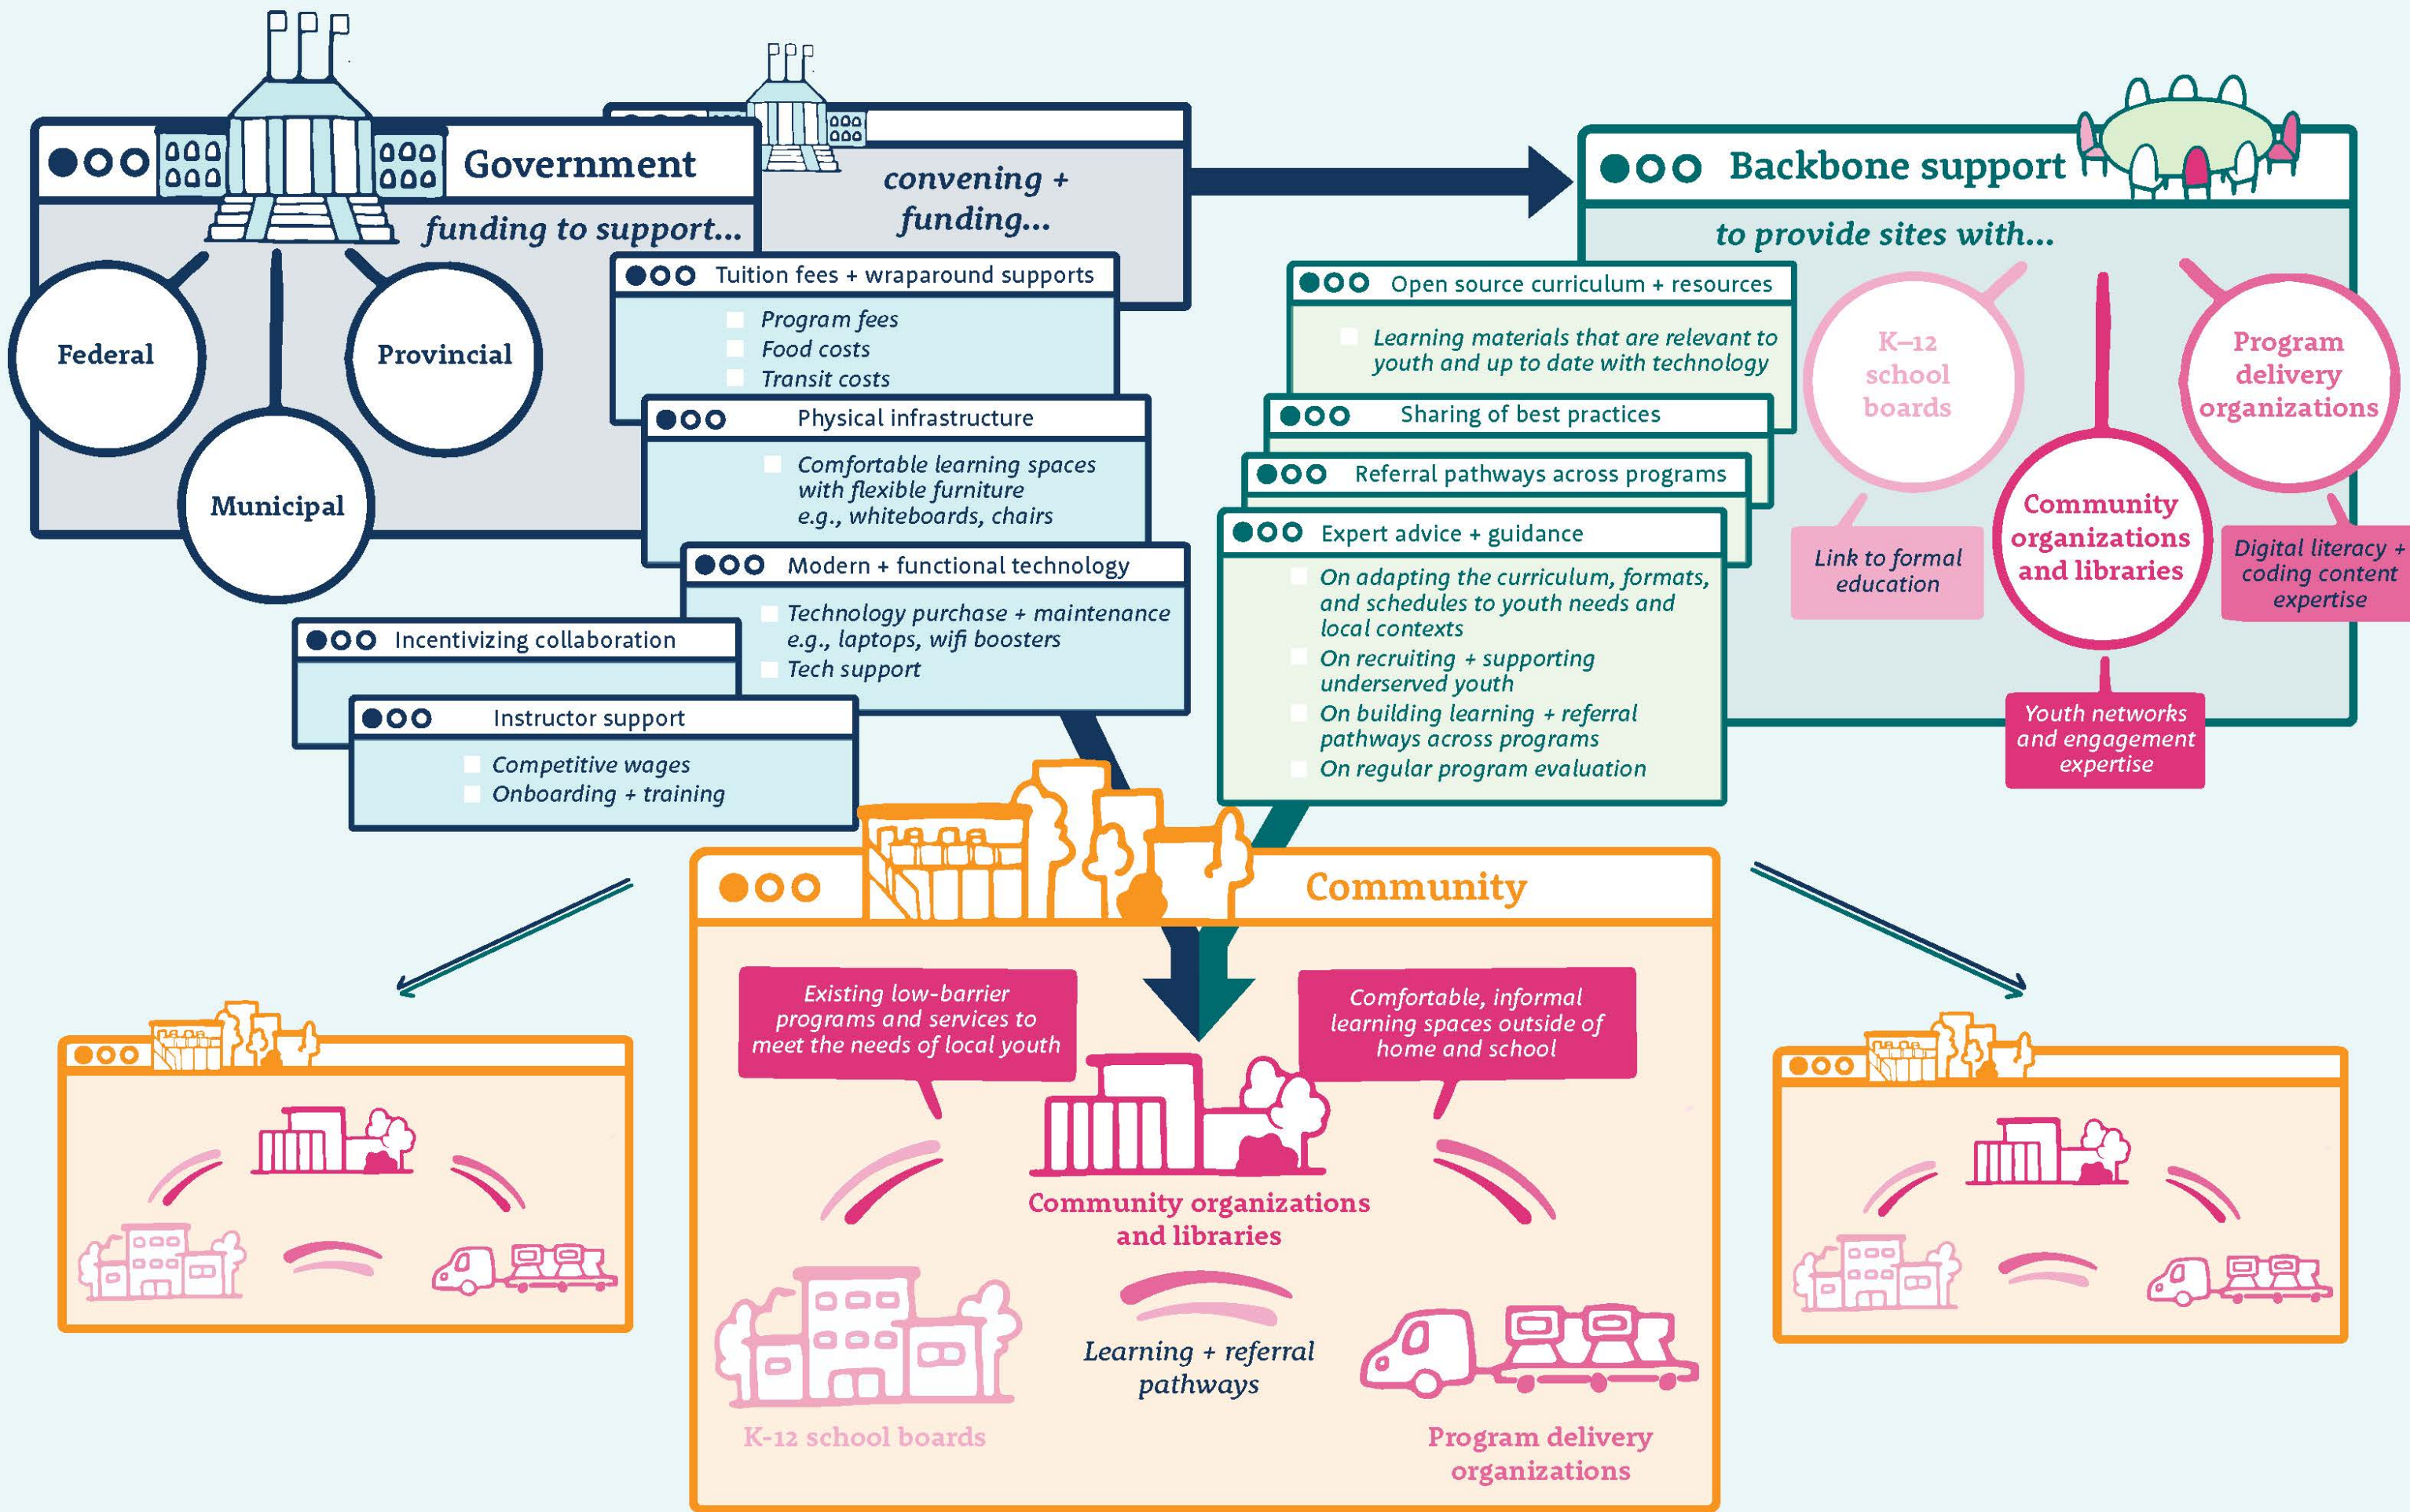 Government
funding to support...
Federal
Provincial
Municipal
convening +
funding...
Tuition fees + wraparound supports
Program fees
Food costs
Transit costs
Physical infrastructure
Comfortable learning spaces
with flexible furniture
e.g., whiteboards, chairs
Modern + functional technology
Technology purchase + maintenance
e.g., laptops, wifi boosters
Tech support
Incentivizing collaboration
Instructor support
Competitive wages
Onboarding + training
Backbone support
to provide sites with...
Open source curriculum + resources
Learning materials that are relevant to
youth and up to date with technology
Sharing of best practices
Referral pathways across programs
Expert advice + guidance
On adapting the curriculum, formats,
and schedules to youth needs and
local contexts
On recruiting + supporting
underserved youth
On building learning + referral
pathways across programs
On regular program evaluation
K–12
school
boards
Link to formal
education
Community
organizations
and libraries
Youth networks
and engagement
expertise
Program
delivery
organizations
Digital literacy +
coding content
expertise
Community
Existing low-barrier
programs and services to
meet the needs of local youth
Comfortable, informal
learning spaces outside of
home and school
Community organizations
and libraries
Learning + referral
pathways
K-12 school boards
Program delivery
organizations